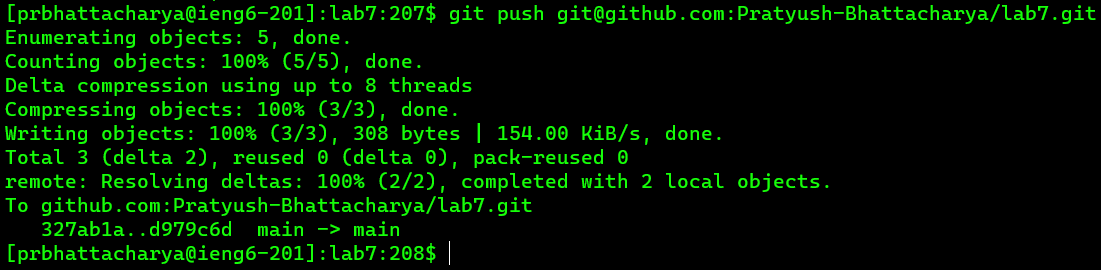 [prbhattacharya@ieng6-201]:lab7:207$ git push git@github.com:Pratyush-Bhattacharya/lab7.git
Enumerating objects: 5, done.
Counting objects: 100% (5/5), done.
Delta compression using up to 8 threads
Compressing objects: 100% (3/3), done.
Writing objects: 100% (3/3), 308 bytes | 154.00 KiB/s, done.
Total 3 (delta 2), reused 0 (delta 0), pack-reused 0
remote: Resolving deltas: 100% (2/2), completed with 2 local objects.
To github.com:Pratyush-Bhattacharya/lab7.git
   327ab1a..d979c6d  main -> main
[prbhattacharya@ieng6-201]:lab7:208$